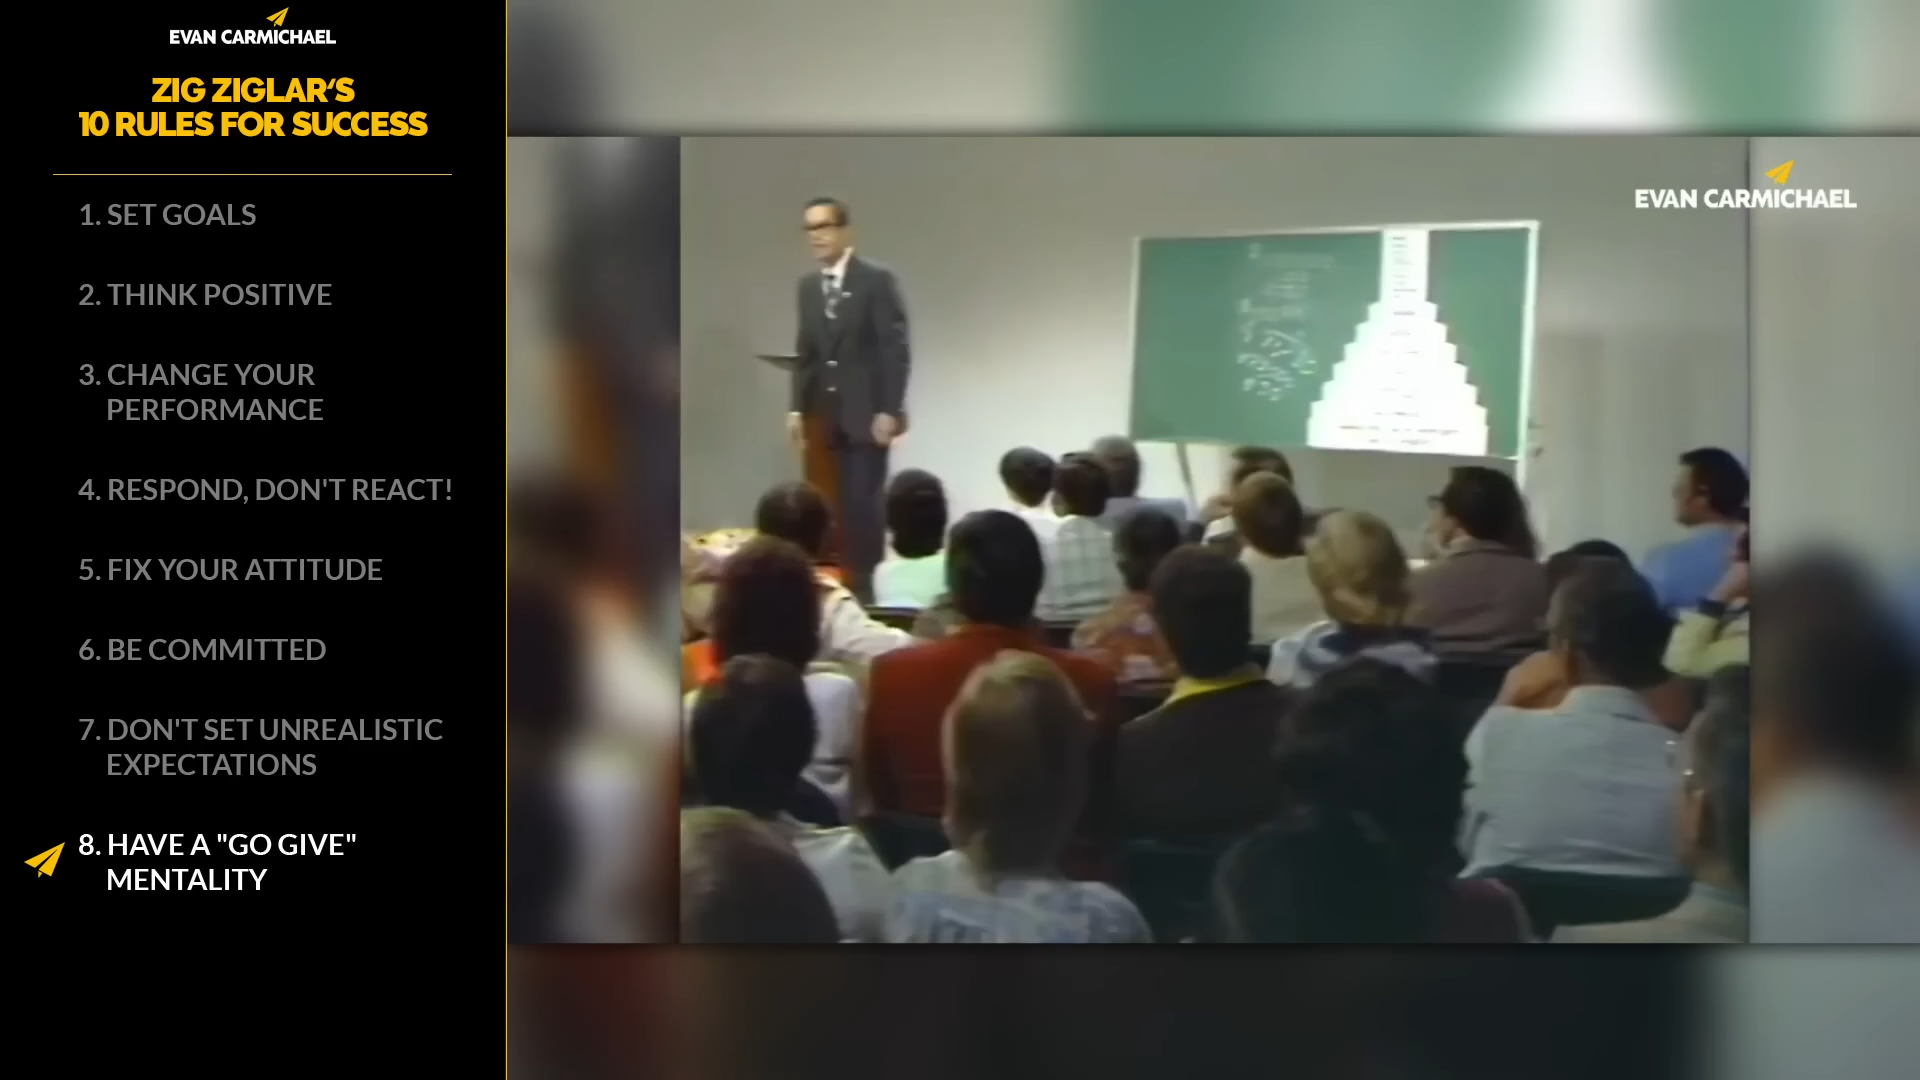 EVAN CARMICHAEL
ZIG ZIGLAR'S
10 RULES FOR SUCCESS
1. SET GOALS
2. THINK POSITIVE
3. CHANGE YOUR
PERFORMANCE
4. RESPOND, DON'T REACT!
5. FIX YOUR ATTITUDE
6. BE COMMITTED
7. DON'T SET UNREALISTIC
EXPECTATIONS
8. HAVE A "GO GIVE"
MENTALITY
EVAN CARMICHAEL